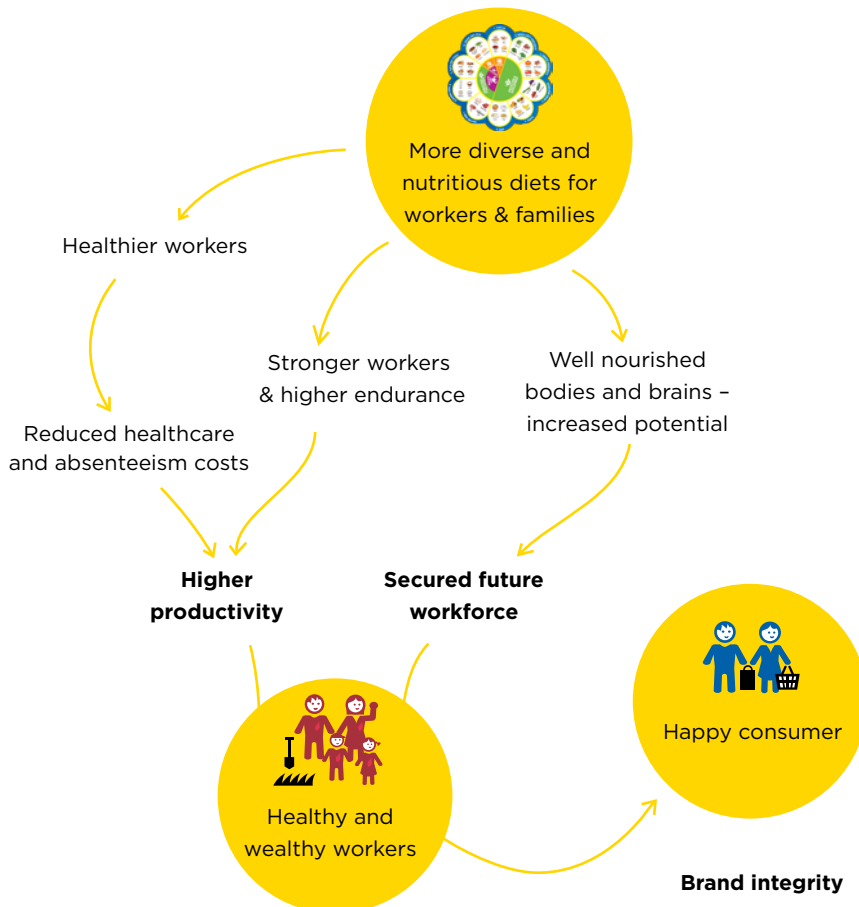 More diverse and
nutritious diets for
workers & families
Healthier workers
Stronger workers
& higher endurance
Well nourished
bodies and brains –
increased potential
Reduced healthcare
and absenteeism costs
Higher
productivity
Secured future
workforce
Happy consumer
Healthy and
wealthy workers
Brand integrity